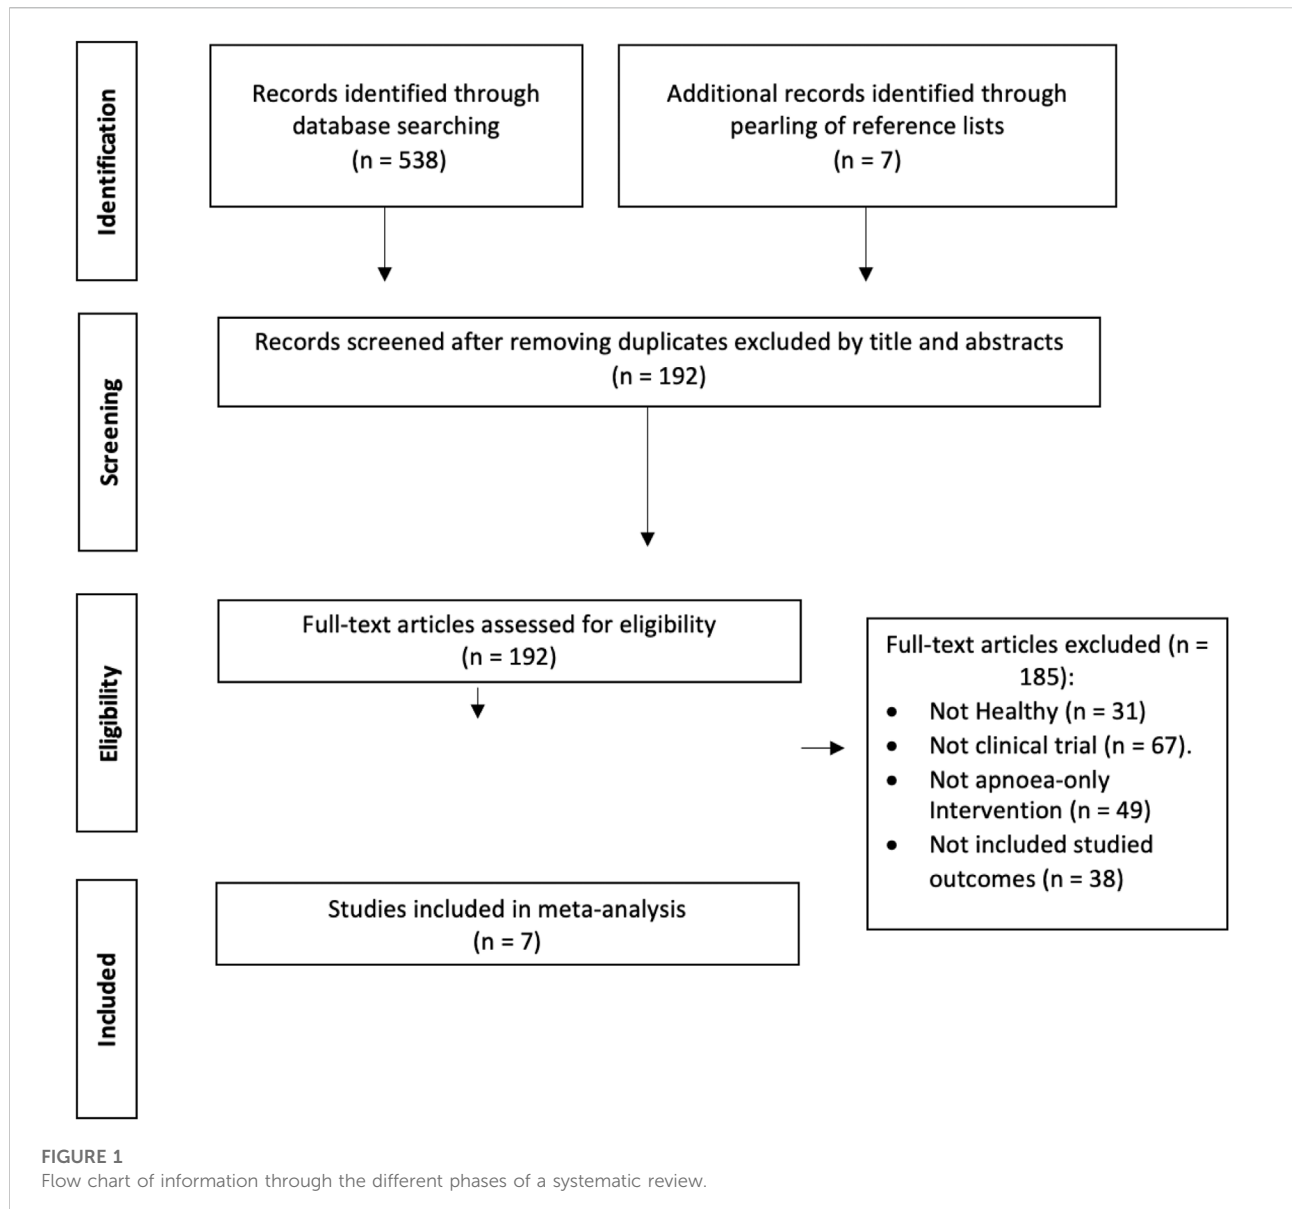 Identification
Records identified through
database searching
(n = 538)
Additional records identified through
pearling of reference lists
(n = 7)
Screening
Records screened after removing duplicates excluded by title and abstracts
(n = 192)
Eligibility
Full-text articles assessed for eligibility
(n = 192)
Full-text articles excluded (n =
185):
• Not Healthy (n = 31)
• Not clinical trial (n = 67).
• Not apnoea-only
Intervention (n = 49)
• Not included studied
outcomes (n = 38)
Included
Studies included in meta-analysis
(n = 7)
FIGURE 1
Flow chart of information through the different phases of a systematic review.